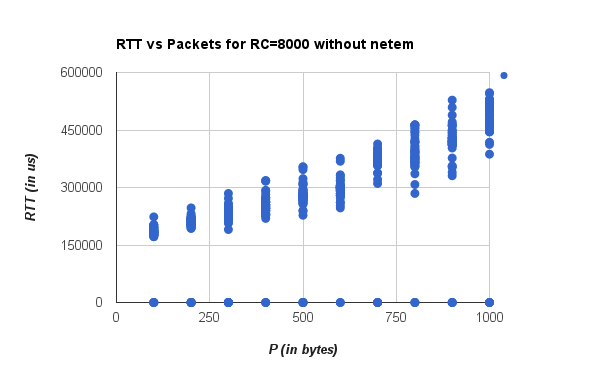 RTT vs Packets for RC=8000 without netem
600000
450000
300000
150000
0
0 250 500 750 1000
RTT (in us)
P (in bytes)